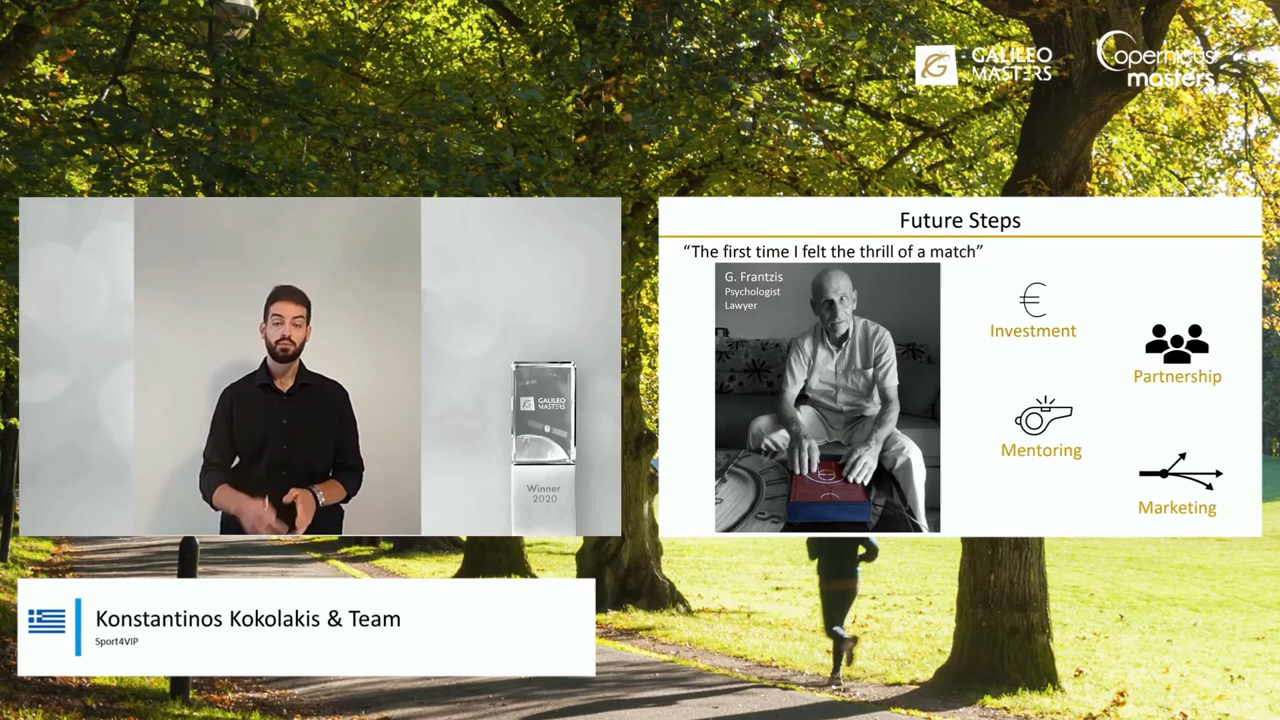 GALILEO
MASTERS
Copernicus
masters
GALILEO
MASTERS
Winner
2020
Future Steps
“The first time I felt the thrill of a match”
G. Frantzis
Psychologist
Lawyer
Investment
Partnership
Mentoring
Marketing
Konstantinos Kokolakis & Team
Sport4VIP